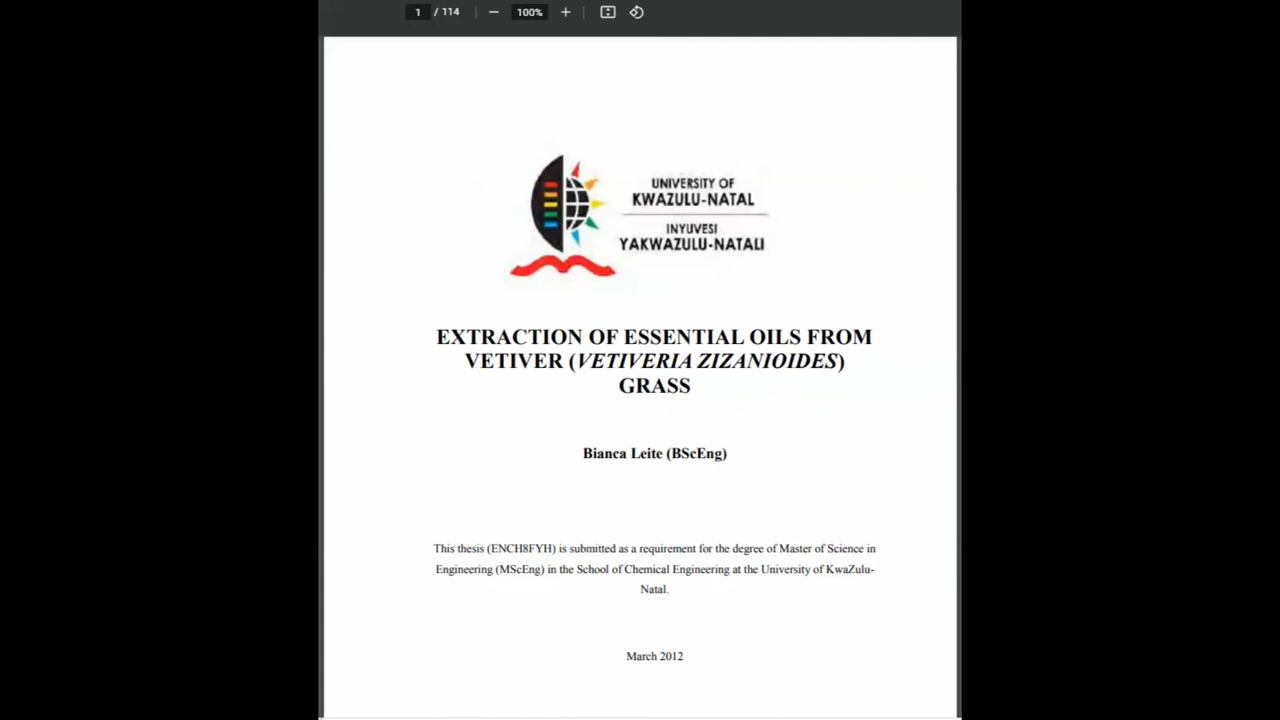 1 / 114 100%
UNIVERSITY OF
KWAZULU-NATAL
INYUVESI
YAKWAZULU-NATALI
EXTRACTION OF ESSENTIAL OILS FROM
VETIVER (VETIVERIA ZIZANIOIDES)
GRASS
Bianca Leite (BScEng)
This thesis (ENCH8FYH) is submitted as a requirement for the degree of Master of Science in
Engineering (MScEng) in the School of Chemical Engineering at the University of KwaZulu-
Natal.
March 2012